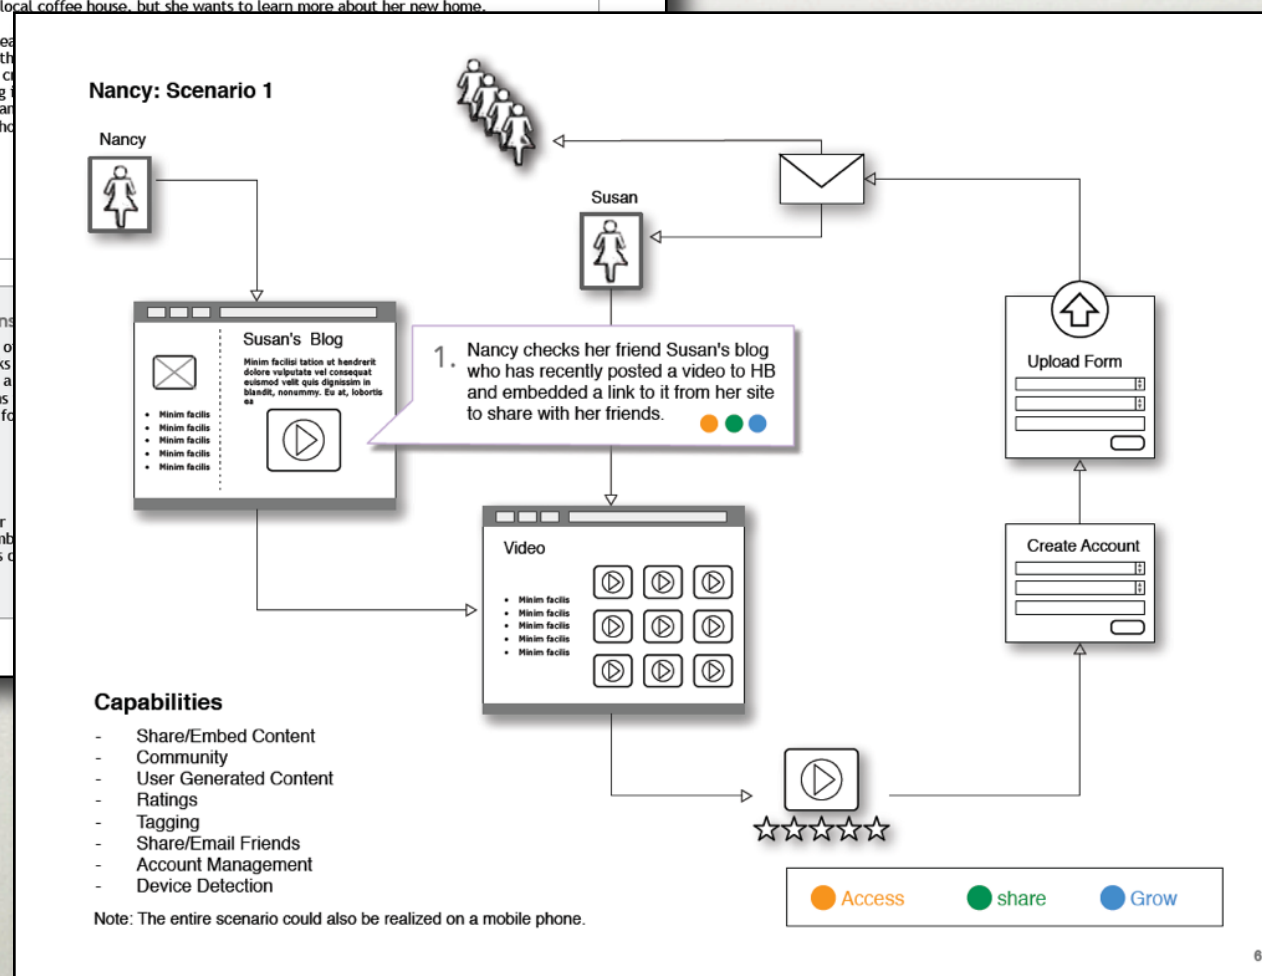 local coffee house, but she wants to learn more about her new home.
Nancy: Scenario 1
Nancy
Susan
Susan's Blog
Minim facilisi tation ut hendrerit
dolore vulputate vel consequat
euismod velit quis dignissim in
blandit, nonummy. Eu at, lobortis
ea
• Minim facilis
• Minim facilis
• Minim facilis
• Minim facilis
• Minim facilis
1. Nancy checks her friend Susan's blog
who has recently posted a video to HB
and embedded a link to it from her site
to share with her friends.
Upload Form
Create Account
Video
• Minim facilis
• Minim facilis
• Minim facilis
• Minim facilis
• Minim facilis
Capabilities
- Share/Embed Content
- Community
- User Generated Content
- Ratings
- Tagging
- Share/Email Friends
- Account Management
- Device Detection
Note: The entire scenario could also be realized on a mobile phone.
Access share Grow
6